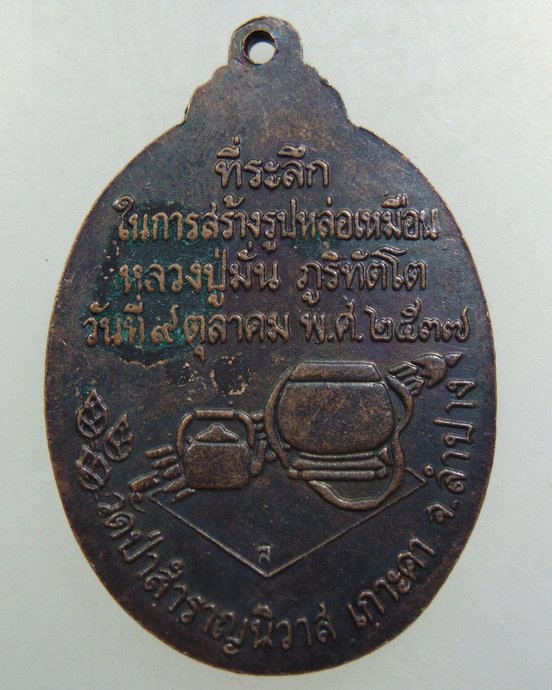 ที่ระลึก
ในการสร้างรูปหล่อเหมือน
หลวงปู่มั่น ภูริทัตโต
วันที่ ๙ ตุลาคม พ.ศ. ๒๕๓๗
วัดป่าสำราญนิวาส เกาะคา จ.ลำปาง